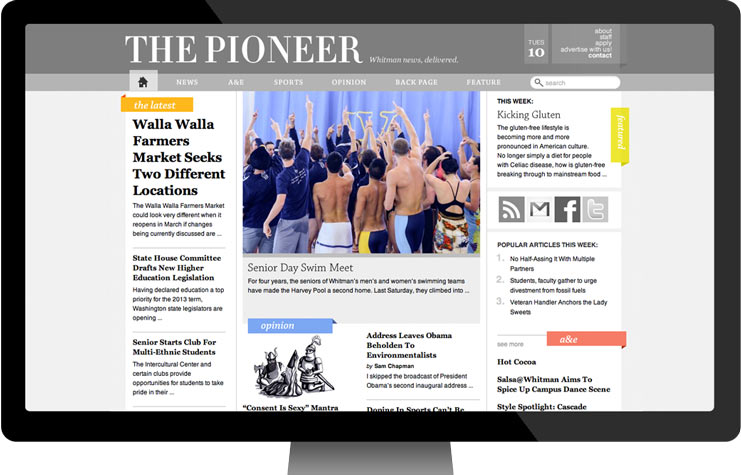 THE PIONEER
Whitman news, delivered.
TUES
10
about
staff
apply
advertise with us!
contact
NEWS
A&E
SPORTS
OPINION
BACK PAGE
FEATURE
search
the latest
Walla Walla
Farmers
Market Seeks
Two Different
Locations
The Walla Walla Farmers Market
could look very different when it
reopens in March if changes
being currently discussed are ...
State House Committee
Drafts New Higher
Education Legislation
Having declared education a top
priority for the 2013 term,
Washington state legislators are
opening ...
Senior Starts Club For
Multi-Ethnic Students
The Intercultural Center and
certain clubs provide
opportunities for students to take
pride in their ...
Senior Day Swim Meet
For four years, the seniors of Whitman's men's and women's swimming teams
have made the Harvey Pool a second home. Last Saturday, they climbed into ...
opinion
"Consent Is Sexy" Mantra
Address Leaves Obama
Beholden To
Environmentalists
by Sam Chapman
I skipped the broadcast of President
Obama's second inaugural address ...
Doping In Sports Can't Be
THIS WEEK:
Kicking Gluten
The gluten-free lifestyle is
becoming more and more
pronounced in American culture.
No longer simply a diet for people
with Celiac disease, how is gluten-free
breaking through to mainstream food ...
featured
f
t
POPULAR ARTICLES THIS WEEK:
1. No Half-Assing It With Multiple
Partners
2. Students, faculty gather to urge
divestment from fossil fuels
3. Veteran Handler Anchors the Lady
Sweets
see more
a&e
Hot Cocoa
Salsa@Whitman Aims To
Spice Up Campus Dance Scene
Style Spotlight: Cascade